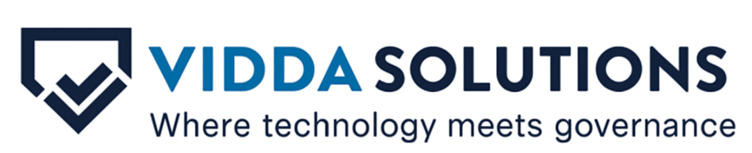 VIDDA SOLUTIONS
Where technology meets governance